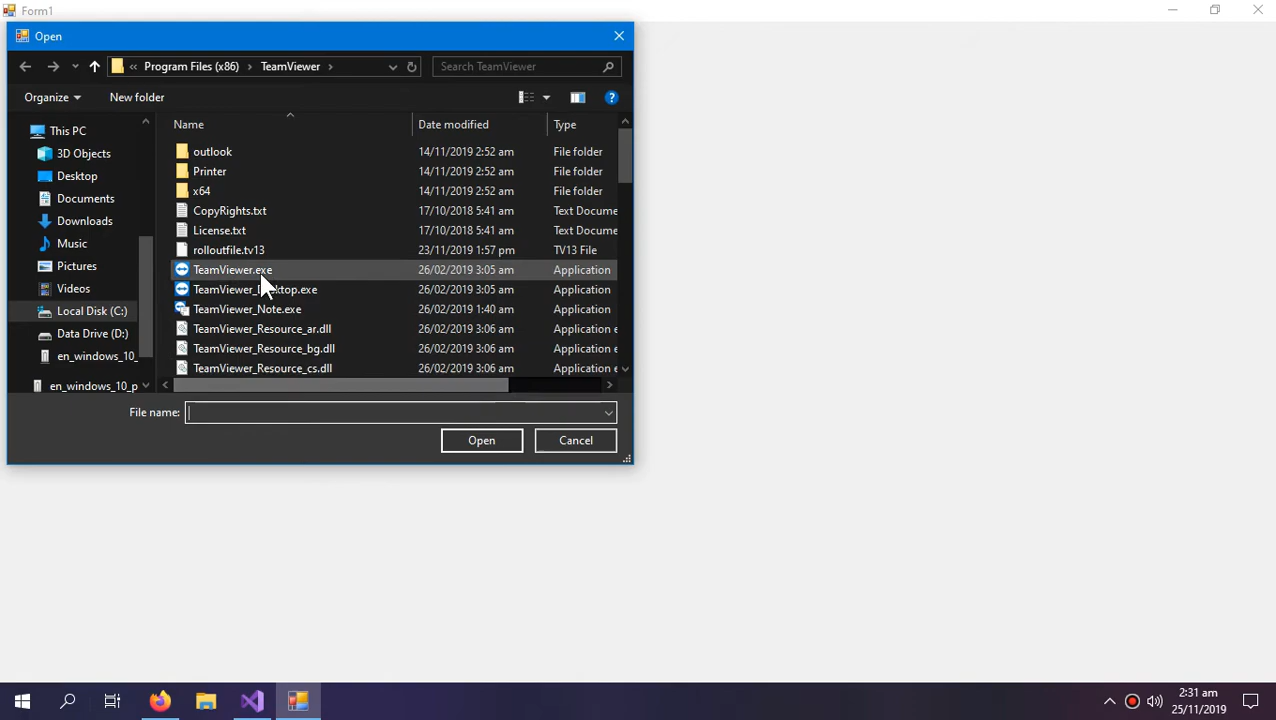 Form1
Open
Program Files (x86) TeamViewer
Search TeamViewer
Organize New folder
Name Date modified Type
This PC
3D Objects
Desktop
Documents
Downloads
Music
Pictures
Videos
Local Disk (C:)
Data Drive (D:)
en_windows_10_
en_windows_10_p
outlook 14/11/2019 2:52 am File folder
Printer 14/11/2019 2:52 am File folder
x64 14/11/2019 2:52 am File folder
CopyRights.txt 17/10/2018 5:41 am Text Docume
License.txt 17/10/2018 5:41 am Text Docume
rolloutfile.tv13 23/11/2019 1:57 pm TV13 File
TeamViewer.exe 26/02/2019 3:05 am Application
TeamViewer_Desktop.exe 26/02/2019 3:05 am Application
TeamViewer_Note.exe 26/02/2019 1:40 am Application
TeamViewer_Resource_ar.dll 26/02/2019 3:06 am Application e
TeamViewer_Resource_bg.dll 26/02/2019 3:06 am Application e
TeamViewer_Resource_cs.dll 26/02/2019 3:06 am Application e
File name:
Open Cancel
2:31 am
25/11/2019